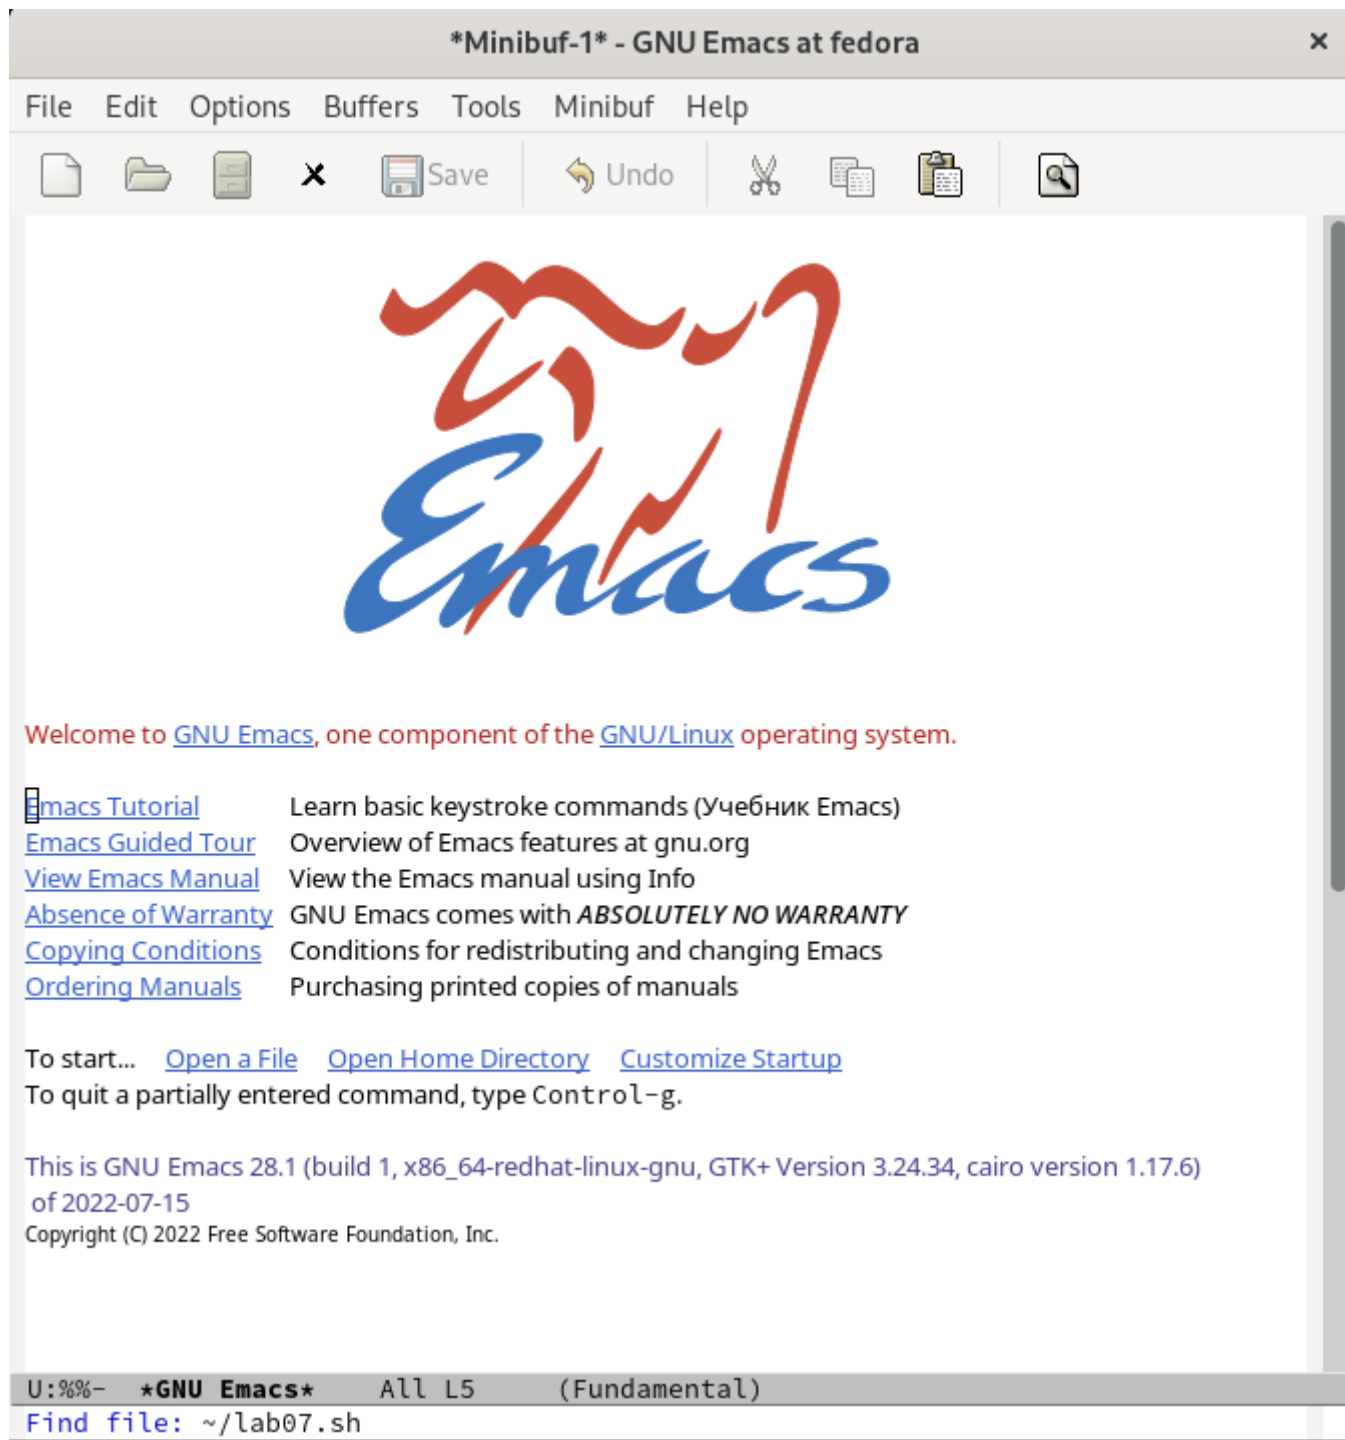 *Minibuf-1* - GNU Emacs at fedora
File Edit Options Buffers Tools Minibuf Help
Save Undo
Emacs
Welcome to GNU Emacs, one component of the GNU/Linux operating system.
Emacs Tutorial Learn basic keystroke commands (Учебник Emacs)
Emacs Guided Tour Overview of Emacs features at gnu.org
View Emacs Manual View the Emacs manual using Info
Absence of Warranty GNU Emacs comes with ABSOLUTELY NO WARRANTY
Copying Conditions Conditions for redistributing and changing Emacs
Ordering Manuals Purchasing printed copies of manuals
To start... Open a File Open Home Directory Customize Startup
To quit a partially entered command, type Control-g.
This is GNU Emacs 28.1 (build 1, x86_64-redhat-linux-gnu, GTK+ Version 3.24.34, cairo version 1.17.6)
of 2022-07-15
Copyright (C) 2022 Free Software Foundation, Inc.
U:%%- *GNU Emacs* All L5 (Fundamental)
Find file: ~/lab07.sh